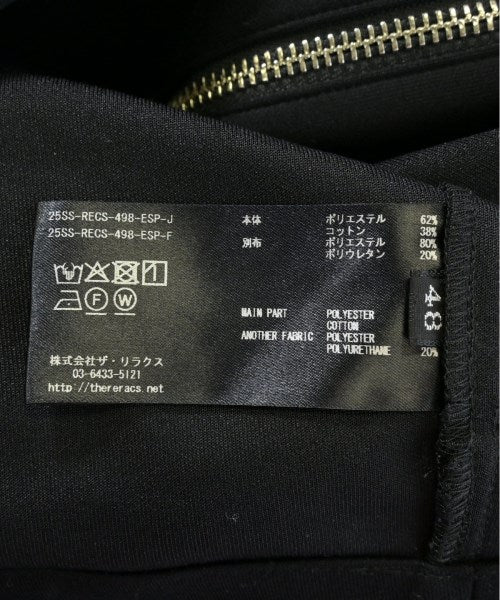 25SS-RECS-498-ESP-J
25SS-RECS-498-ESP-F
本体 ポリエステル 62%
コットン 38%
別布 ポリエステル 80%
ポリウレタン 20%
F W
MAIN PART POLYESTER
COTTON
ANOTHER FABRIC POLYESTER
POLYURETHANE 20%
48
株式会社ザ・リラクス
03-6433-5121
http://thereracs.net